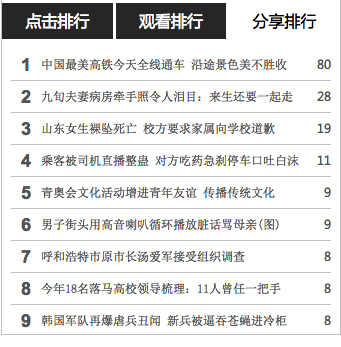 点击排行 观看排行 分享排行
1 中国最美高铁今天全线通车 沿途景色美不胜收 80
2 九旬夫妻病房牵手照令人泪目：来生还要一起走 28
3 山东女生裸坠死亡 校方要求家属向学校道歉 19
4 乘客被司机直播整蛊 对方吃药急刹停车口吐白沫 11
5 青奥会文化活动增进青年友谊 传播传统文化 9
6 男子街头用高音喇叭循环播放脏话骂母亲(图) 9
7 呼和浩特市原市长汤爱军接受组织调查 8
8 今年18名落马高校领导梳理：11人曾任一把手 8
9 韩国军队再爆虐兵丑闻 新兵被逼吞苍蝇进冷柜 8